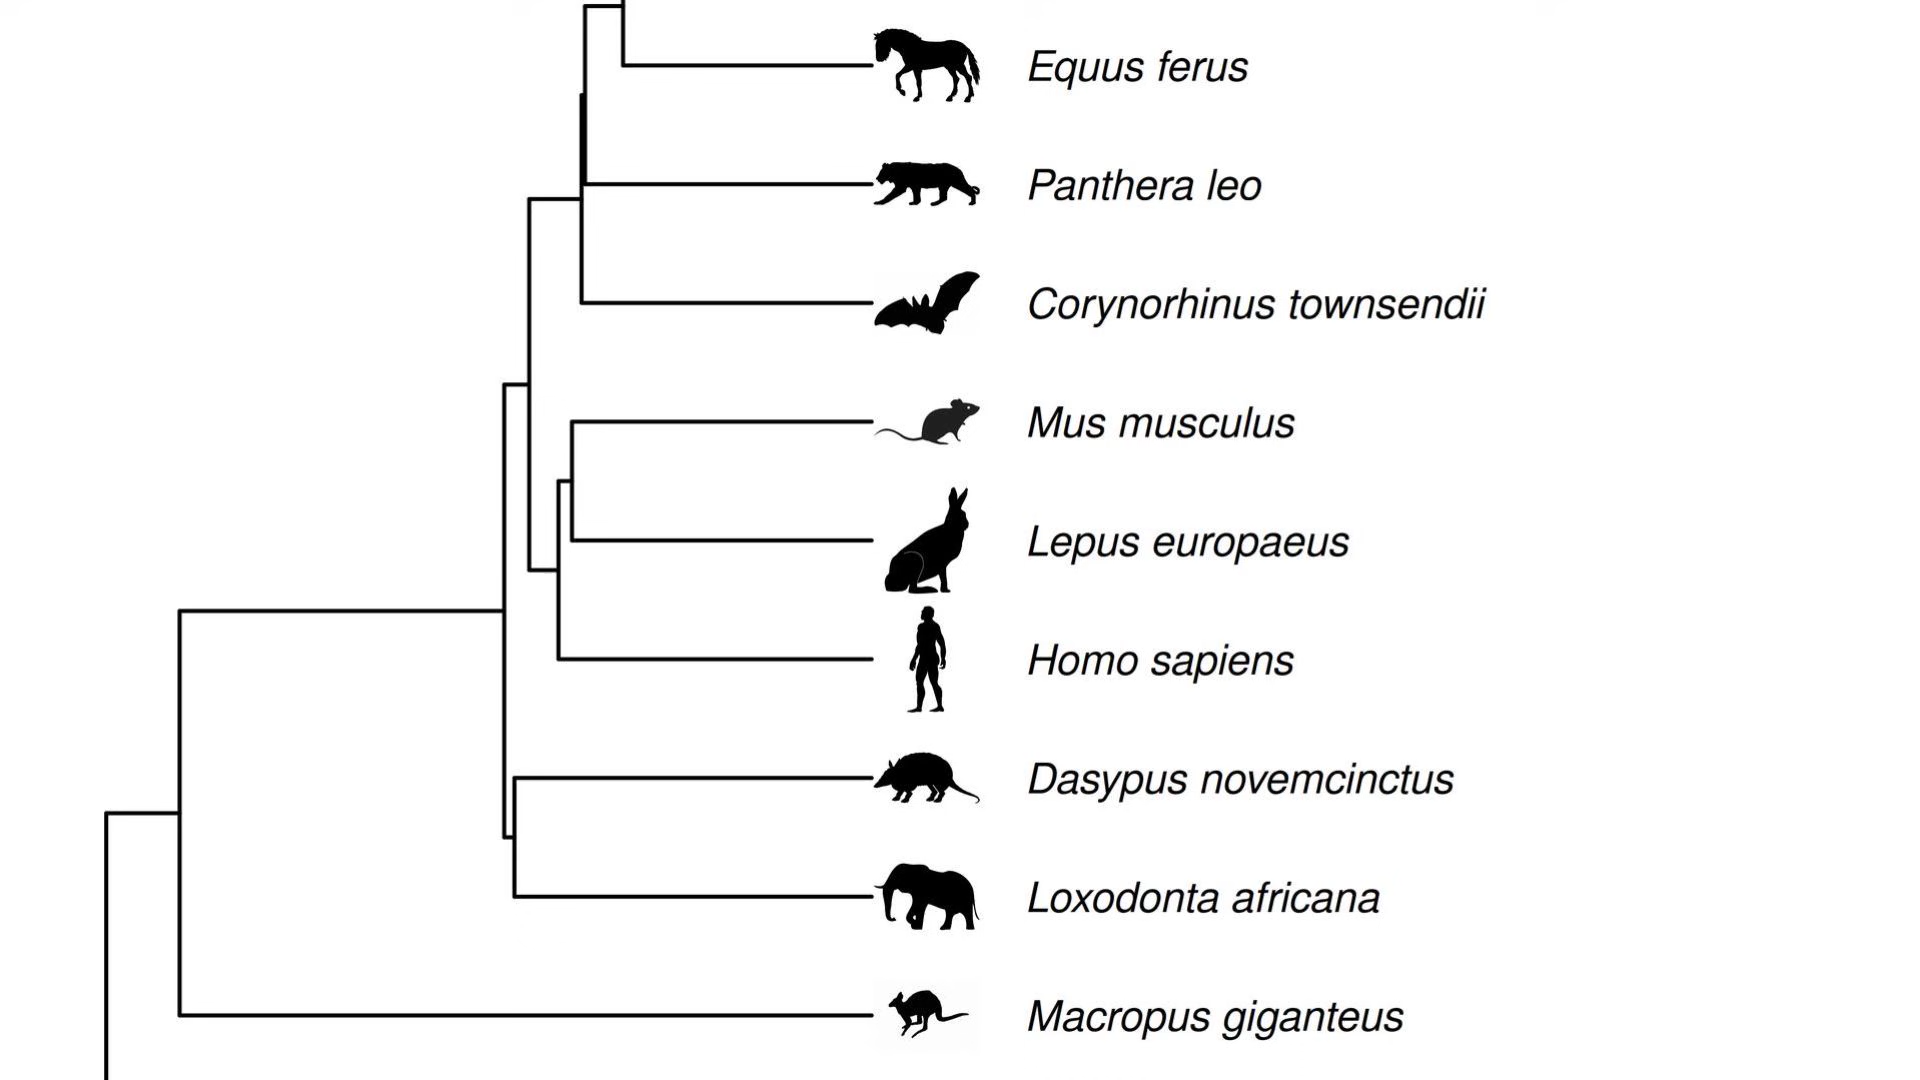 Equus ferus
Panthera leo
Corynorhinus townsendii
Mus musculus
Lepus europaeus
Homo sapiens
Dasypus novemcinctus
Loxodonta africana
Macropus giganteus